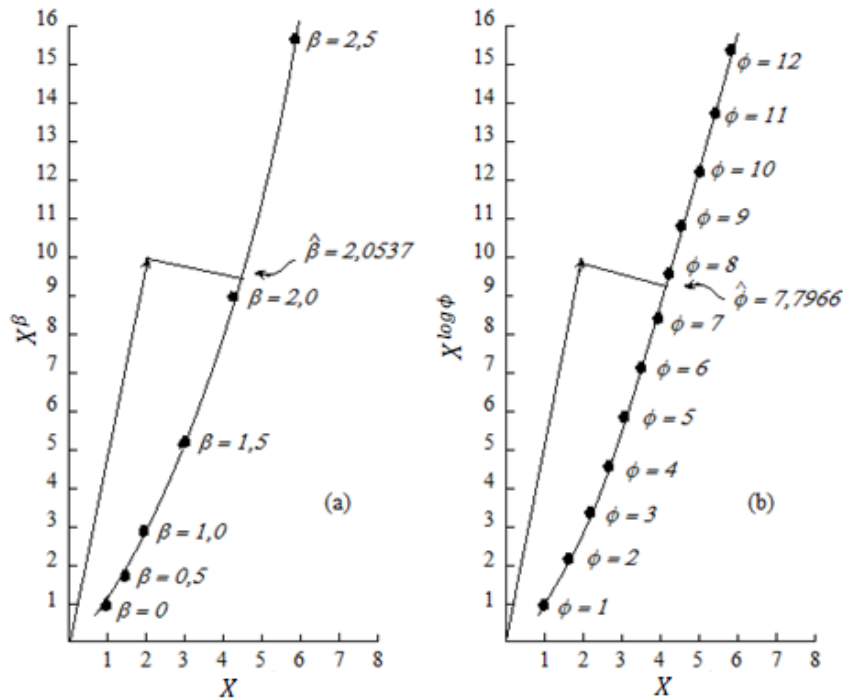 16
15
14
13
12
11
10
9
8
7
6
5
4
3
2
1
X^β
β = 2,5
β̂ = 2,0537
β = 2,0
β = 1,5
β = 1,0
β = 0,5
β = 0
(a)
1 2 3 4 5 6 7 8
X
16
15
14
13
12
11
10
9
8
7
6
5
4
3
2
1
X^log ϕ
ϕ = 12
ϕ = 11
ϕ = 10
ϕ = 9
ϕ = 8
ϕ̂ = 7,7966
ϕ = 7
ϕ = 6
ϕ = 5
ϕ = 4
ϕ = 3
ϕ = 2
ϕ = 1
(b)
1 2 3 4 5 6 7 8
X